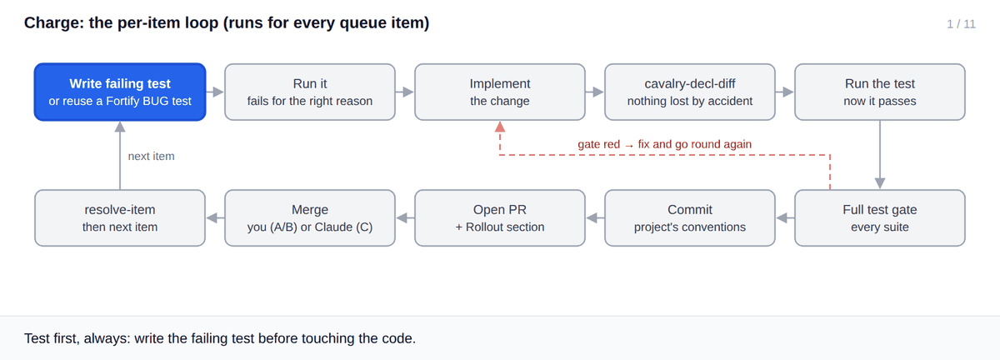 Charge: the per-item loop (runs for every queue item)
1 / 11
Write failing test
or reuse a Fortify BUG test
Run it
fails for the right reason
Implement
the change
cavalry-decl-diff
nothing lost by accident
Run the test
now it passes
gate red → fix and go round again
next item
resolve-item
then next item
Merge
you (A/B) or Claude (C)
Open PR
+ Rollout section
Commit
project's conventions
Full test gate
every suite
Test first, always: write the failing test before touching the code.